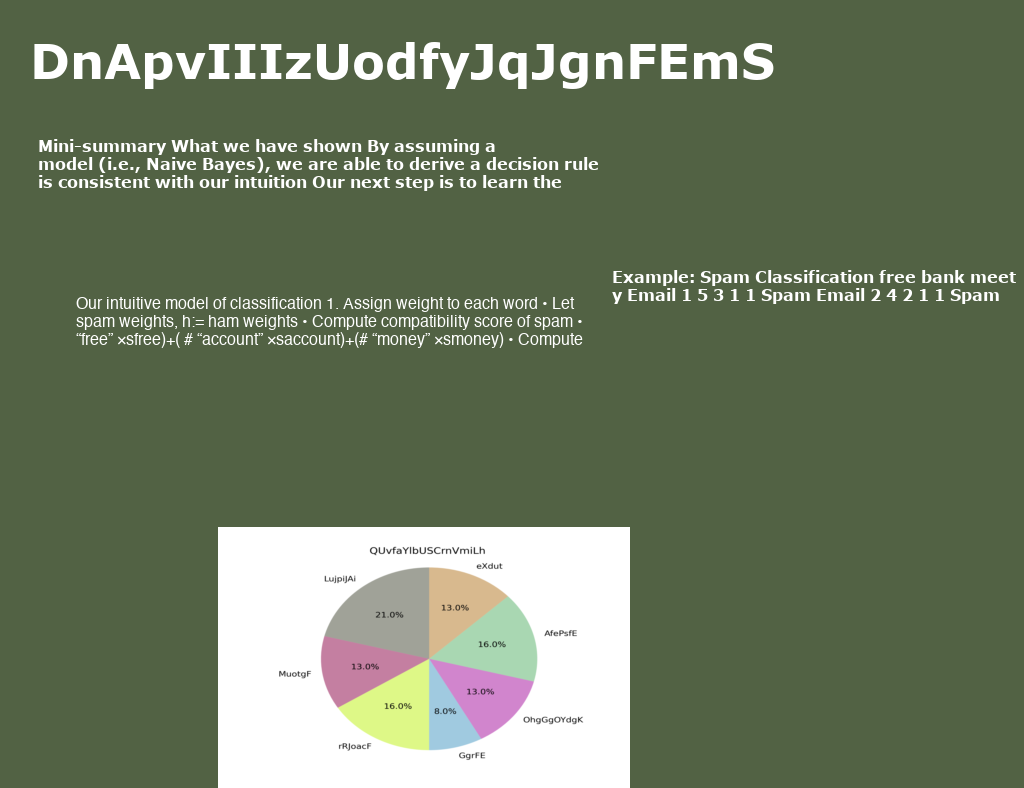 DnApvIIIzUodfyJqJgnFEmS
Mini-summary What we have shown By assuming a
model (i.e., Naive Bayes), we are able to derive a decision rule
is consistent with our intuition Our next step is to learn the
Example: Spam Classification free bank meet
y Email 1 5 3 1 1 Spam Email 2 4 2 1 1 Spam
Our intuitive model of classification 1. Assign weight to each word • Let
spam weights, h:= ham weights • Compute compatibility score of spam •
“free” ×sfree)+( # “account” ×saccount)+(# “money” ×smoney) • Compute
QUvfaYlbUSCrnVmiLh
eXdut
LujpiJAi
13.0%
21.0%
AfePsfE
16.0%
MuotgF
13.0%
13.0%
16.0%
8.0%
OhgGgOYdgK
rRJoacF
GgrFE